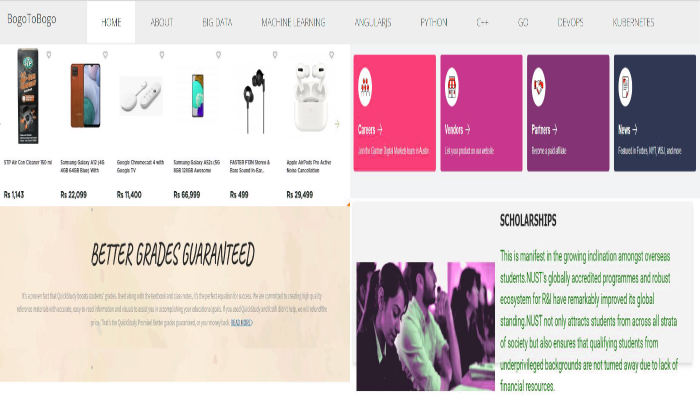 BogoToBogo
HOME ABOUT BIG DATA MACHINE LEARNING ANGULARJS PYTHON C++ GO DEVOPS KUBERNETES
STP Air Con Cleaner 150 ml
Rs 1,143
Samsung Galaxy A12 (4G
4GB 64GB Blue) With
Rs 22,099
Google Chromecast 4 with
Google TV
Rs 11,400
Samsung Galaxy A52s (5G
8GB 128GB Awesome
Rs 66,999
FASTER F10N Stereo &
Bass Sound In-Ear..
Rs 499
Apple AirPods Pro Active
Noise Cancellation
Rs 29,499
Careers →
Join the Gartner Digital Markets team in Austin
Vendors →
List your product on our website
Partners →
Become a paid affiliate
News →
Featured in Forbes, NYT, WSJ, and more
BETTER GRADES GUARANTEED
It's a proven fact that QuickStudy boosts students' grades. Used along with the textbook and class notes, it's the perfect equation for success. We are committed to creating high quality
reference materials with accurate, easy-to-read information and visuals to assist you in accomplishing your educational goals. If you used QuickStudy and it still didn't help, we will refund the
price. That's the QuickStudy Promise! Better grades guaranteed, or your money back. READ MORE >
SCHOLARSHIPS
This is manifest in the growing inclination amongst overseas
students.NUST's globally accredited programmes and robust
ecosystem for R&I have remarkably improved its global
standing.NUST not only attracts students from across all strata
of society but also ensures that qualifying students from
underprivileged backgrounds are not turned away due to lack of
financial resources.